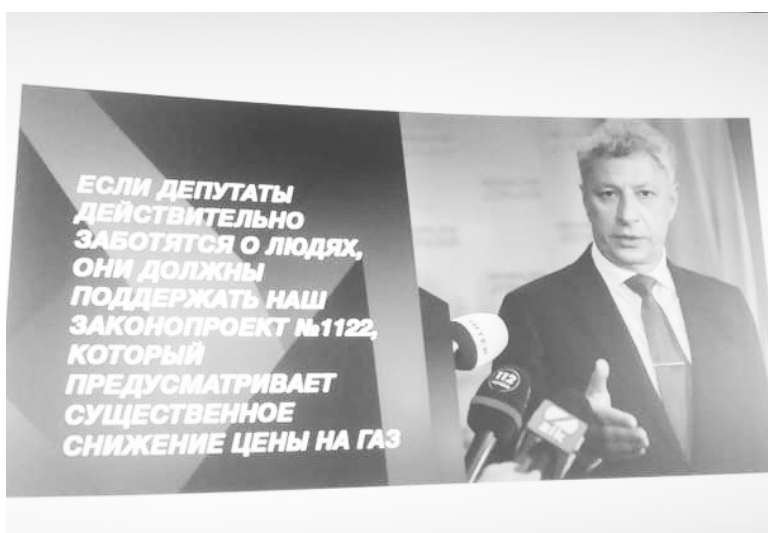 ЕСЛИ ДЕПУТАТЫ
ДЕЙСТВИТЕЛЬНО
ЗАБОТЯТСЯ О ЛЮДЯХ,
ОНИ ДОЛЖНЫ
ПОДДЕРЖАТЬ НАШ
ЗАКОНОПРОЕКТ №1122,
КОТОРЫЙ
ПРЕДУСМАТРИВАЕТ
СУЩЕСТВЕННОЕ
СНИЖЕНИЕ ЦЕНЫ НА ГАЗ
ИНТЕР
112